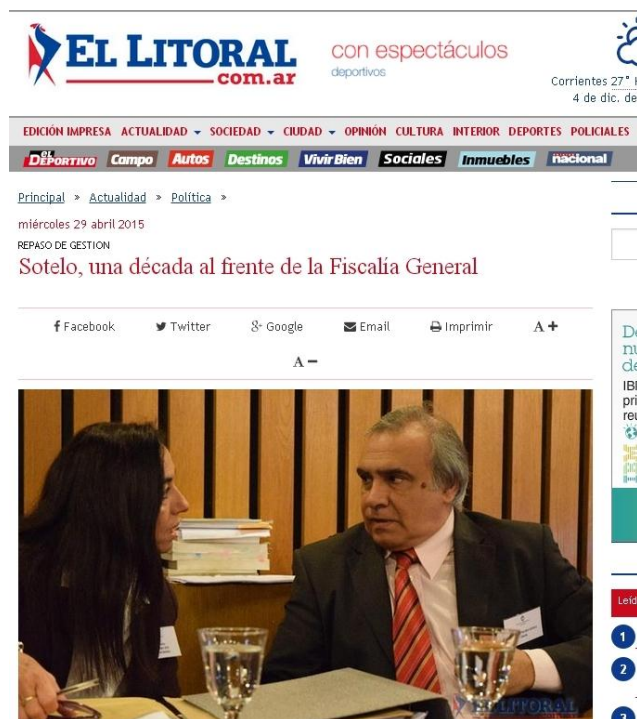 EL LITORAL
.com.ar
con espectáculos
deportivos
Corrientes 27°
4 de dic. de
EDICIÓN IMPRESA ACTUALIDAD SOCIEDAD CIUDAD OPINIÓN CULTURA INTERIOR DEPORTES POLICIALES
EL DEPORTIVO Campo Autos Destinos Vivir Bien Sociales Inmuebles nacional
Principal » Actualidad » Política »
miércoles 29 abril 2015
REPASO DE GESTION
Sotelo, una década al frente de la Fiscalía General
Facebook Twitter Google Email Imprimir A+
A−
EL LITORAL
1
2
3